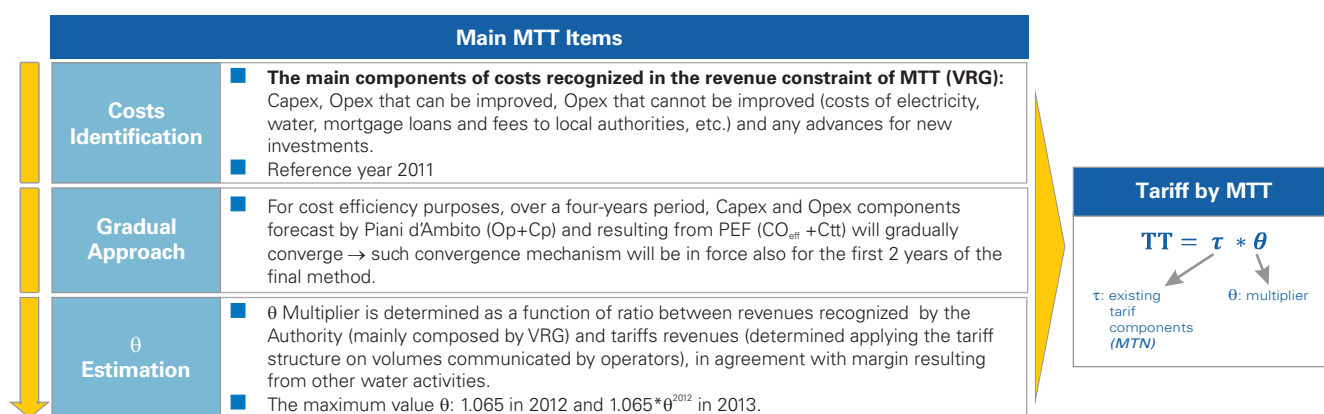 Main MTT Items
Costs
Identification
■ The main components of costs recognized in the revenue constraint of MTT (VRG):
Capex, Opex that can be improved, Opex that cannot be improved (costs of electricity,
water, mortgage loans and fees to local authorities, etc.) and any advances for new
investments.
■ Reference year 2011
Gradual
Approach
■ For cost efficiency purposes, over a four-years period, Capex and Opex components
forecast by Piani d'Ambito (Op+Cp) and resulting from PEF (COeff +Ctt) will gradually
converge → such convergence mechanism will be in force also for the first 2 years of the
final method.
θ
Estimation
■ θ Multiplier is determined as a function of ratio between revenues recognized by the
Authority (mainly composed by VRG) and tariffs revenues (determined applying the tariff
structure on volumes communicated by operators), in agreement with margin resulting
from other water activities.
■ The maximum value θ: 1.065 in 2012 and 1.065*θ²⁰¹² in 2013.
Tariff by MTT
TT = τ * θ
τ: existing
tarif
components
(MTN)
θ: multiplier